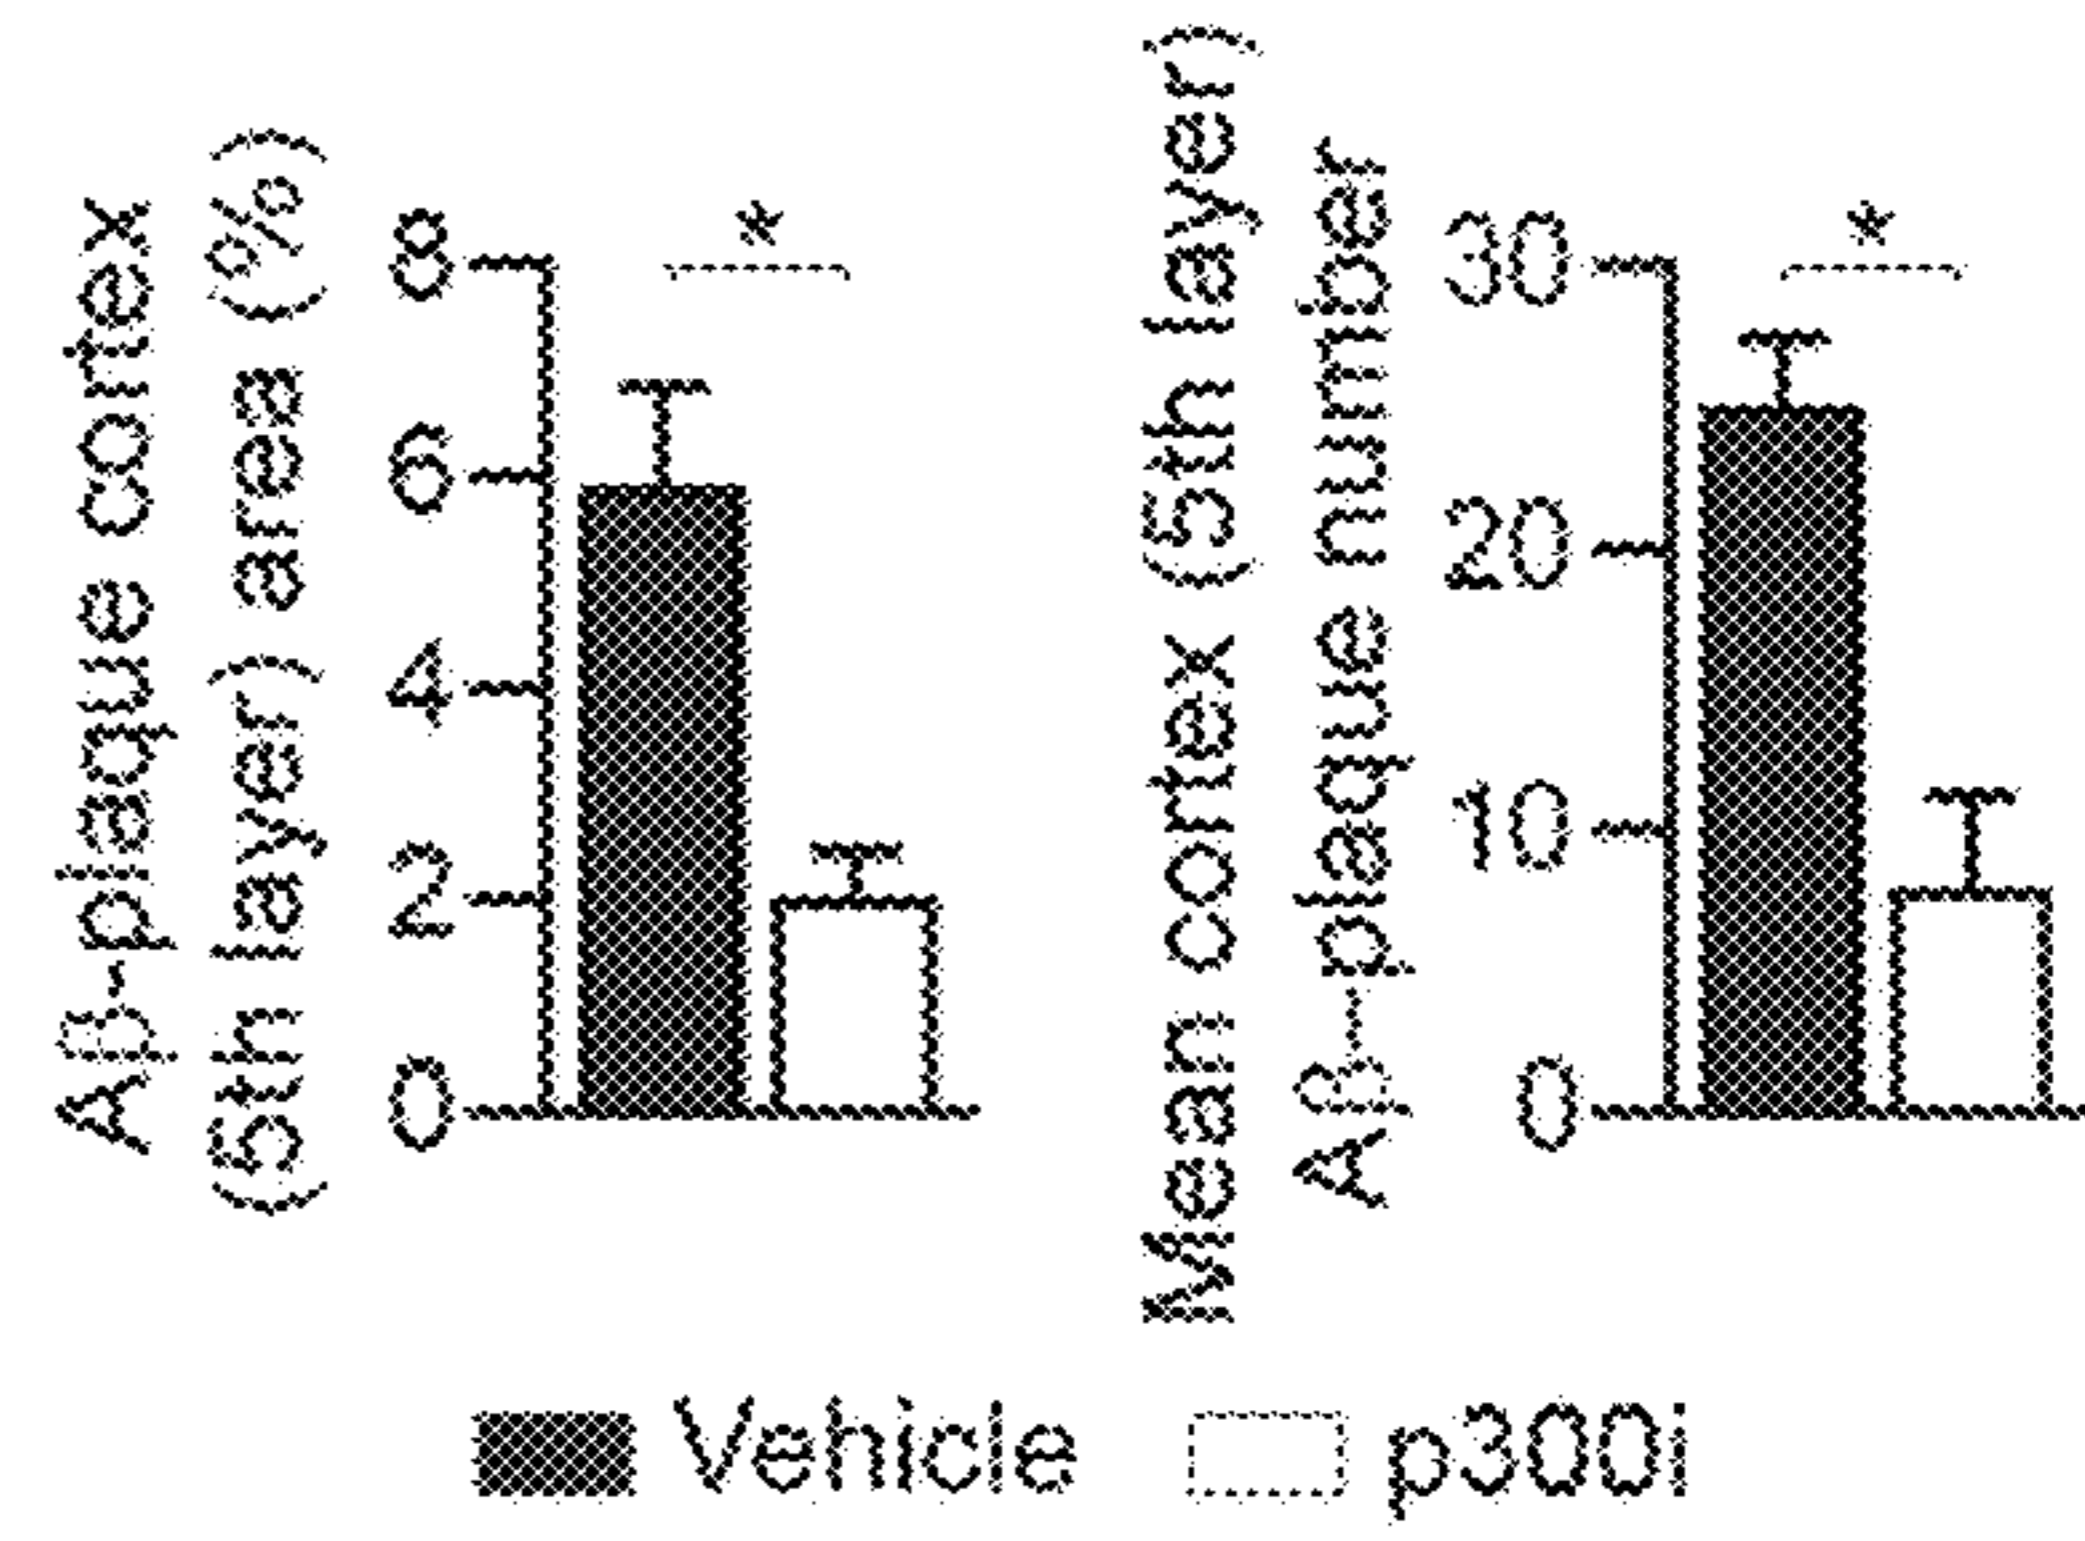 Aβ-plaque cortex
(5th layer) area (%)
8
6
4
2
0
*
Mean cortex (5th layer)
Aβ-plaque number
30
20
10
0
*
Vehicle
p300i